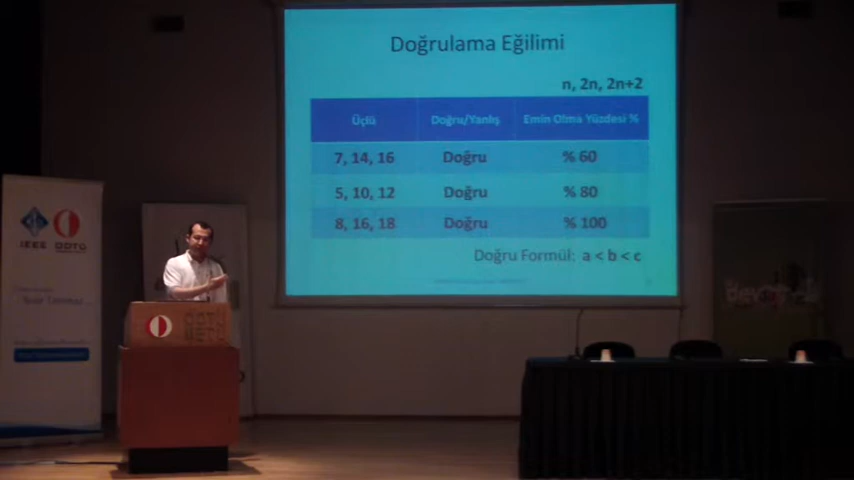 Doğrulama Eğilimi
n, 2n, 2n+2
Üçlü Doğru/Yanlış Emin Olma Yüzdesi %
7, 14, 16 Doğru % 60
5, 10, 12 Doğru % 80
8, 16, 18 Doğru % 100
Doğru Formül: a < b < c
IEEE ODTÜ